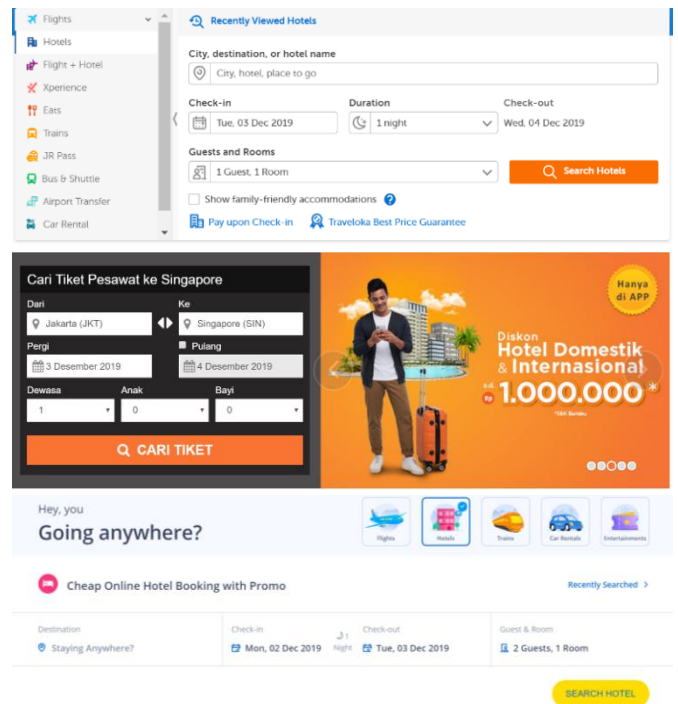 Flights
Hotels
Flight + Hotel
Xperience
Eats
Trains
JR Pass
Bus & Shuttle
Airport Transfer
Car Rental
Recently Viewed Hotels
City, destination, or hotel name
City, hotel, place to go
Check-in Duration Check-out
Tue, 03 Dec 2019 1 night Wed, 04 Dec 2019
Guests and Rooms
1 Guest, 1 Room Search Hotels
Show family-friendly accommodations ?
Pay upon Check-in Traveloka Best Price Guarantee
Cari Tiket Pesawat ke Singapore
Dari Ke
Jakarta (JKT) Singapore (SIN)
Pergi Pulang
3 Desember 2019 4 Desember 2019
Dewasa Anak Bayi
1 0 0
CARI TIKET
Hanya
di APP
Diskon
Hotel Domestik
& Internasional
s.d. Rp 1.000.000*
*S&K Berlaku
Hey, you
Going anywhere?
Flights Hotels Trains Car Rentals Entertainments
Cheap Online Hotel Booking with Promo Recently Searched >
Destination Check-in Check-out Guest & Room
Staying Anywhere? Mon, 02 Dec 2019 1 Night Tue, 03 Dec 2019 2 Guests, 1 Room
SEARCH HOTEL